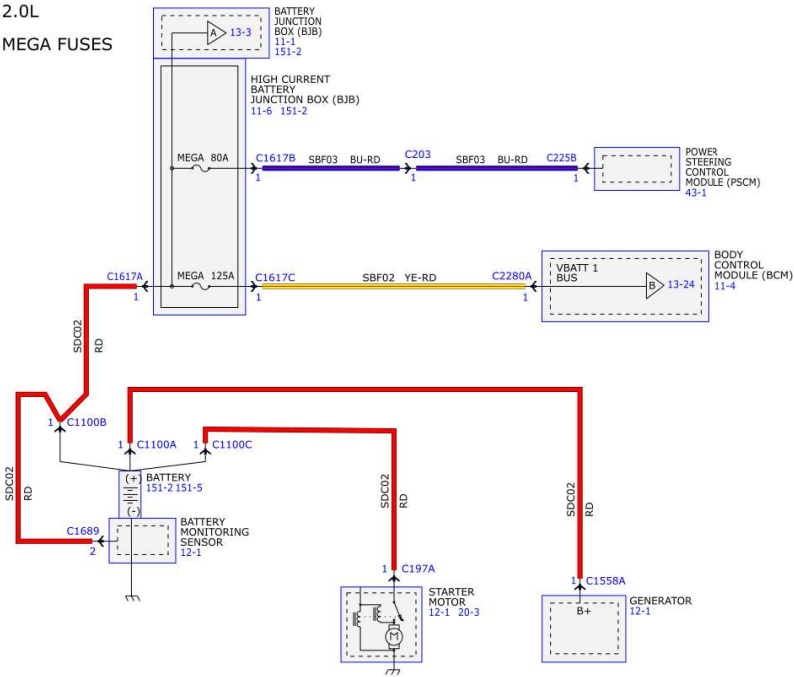 2.0L
MEGA FUSES
BATTERY
JUNCTION
BOX (BJB)
11-1
151-2
A
13-3
HIGH CURRENT
BATTERY
JUNCTION BOX (BJB)
11-6 151-2
MEGA 80A
C1617B
1
SBF03 BU-RD
C203
1
SBF03 BU-RD
C225B
1
POWER
STEERING
CONTROL
MODULE (PSCM)
43-1
C1617A
1
MEGA 125A
C1617C
1
SBF02 YE-RD
C2280A
1
VBATT 1
BUS
B
13-24
BODY
CONTROL
MODULE (BCM)
11-4
SDC02
RD
1 C1100B
1 C1100A
1 C1100C
SDC02
RD
(+)
(-)
BATTERY
151-2 151-5
C1689
2
BATTERY
MONITORING
SENSOR
12-1
SDC02
RD
1 C197A
M
STARTER
MOTOR
12-1 20-3
SDC02
RD
1 C1558A
B+
GENERATOR
12-1